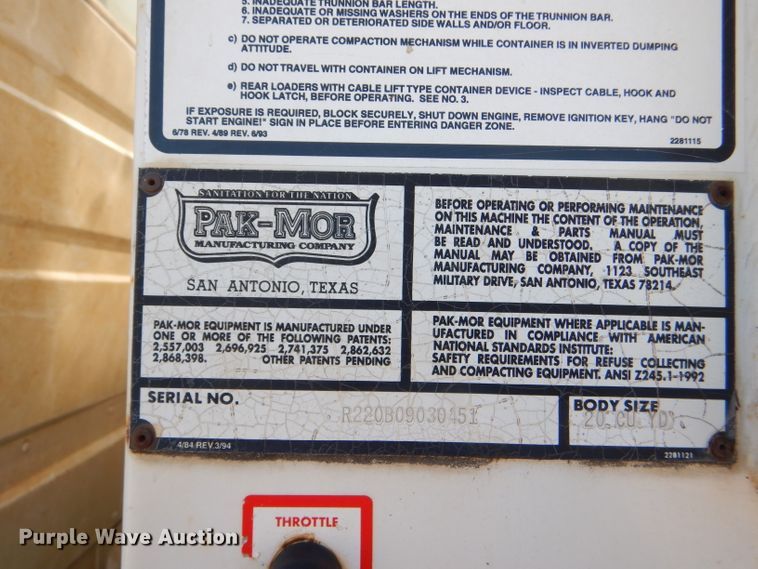 5. INADEQUATE TRUNNION BAR LENGTH.
6. INADEQUATE OR MISSING WASHERS ON THE ENDS OF THE TRUNNION BAR.
7. SEPARATED OR DETERIORATED SIDE WALLS AND/OR FLOOR.
c) DO NOT OPERATE COMPACTION MECHANISM WHILE CONTAINER IS IN INVERTED DUMPING
ATTITUDE.
d) DO NOT TRAVEL WITH CONTAINER ON LIFT MECHANISM.
e) REAR LOADERS WITH CABLE LIFT TYPE CONTAINER DEVICE - INSPECT CABLE, HOOK AND
HOOK LATCH, BEFORE OPERATING. SEE NO. 3.
IF EXPOSURE IS REQUIRED, BLOCK SECURELY, SHUT DOWN ENGINE, REMOVE IGNITION KEY, HANG "DO NOT
START ENGINE!" SIGN IN PLACE BEFORE ENTERING DANGER ZONE.
6/78 REV. 4/89 REV. 6/93
2281115
SANITATION FOR THE NATION
PAK-MOR
MANUFACTURING COMPANY
SAN ANTONIO, TEXAS
BEFORE OPERATING OR PERFORMING MAINTENANCE
ON THIS MACHINE THE CONTENT OF THE OPERATION,
MAINTENANCE & PARTS MANUAL MUST
BE READ AND UNDERSTOOD. A COPY OF THE
MANUAL MAY BE OBTAINED FROM PAK-MOR
MANUFACTURING COMPANY, 1123 SOUTHEAST
MILITARY DRIVE, SAN ANTONIO, TEXAS 78214.
PAK-MOR EQUIPMENT IS MANUFACTURED UNDER
ONE OR MORE OF THE FOLLOWING PATENTS:
2,557,003 2,696,925 2,741,375 2,862,632
2,868,398. OTHER PATENTS PENDING
PAK-MOR EQUIPMENT WHERE APPLICABLE IS MAN-
UFACTURED IN COMPLIANCE WITH AMERICAN
NATIONAL STANDARDS INSTITUTE:
SAFETY REQUIREMENTS FOR REFUSE COLLECTING
AND COMPACTING EQUIPMENT. ANSI Z245.1-1992
SERIAL NO.
R220B09030451
BODY SIZE
20 CU YD.
4/84 REV.3/94
2281121
THROTTLE
Purple Wave Auction